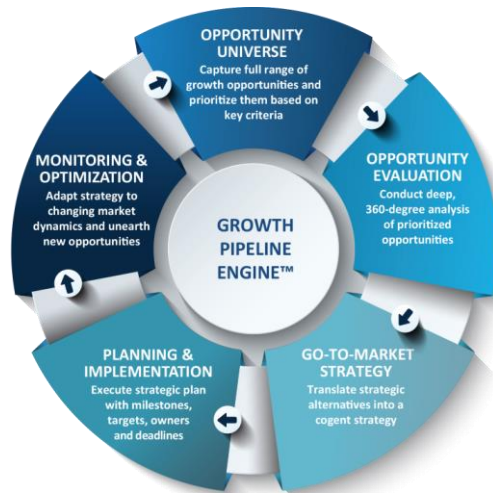 OPPORTUNITY
UNIVERSE
Capture full range of
growth opportunities and
prioritize them based on
key criteria
OPPORTUNITY
EVALUATION
Conduct deep,
360-degree analysis
of prioritized
opportunities
GO-TO-MARKET
STRATEGY
Translate strategic
alternatives into a
cogent strategy
PLANNING &
IMPLEMENTATION
Execute strategic plan
with milestones,
targets, owners
and deadlines
MONITORING &
OPTIMIZATION
Adapt strategy to
changing market
dynamics and unearth
new opportunities
GROWTH
PIPELINE
ENGINE™